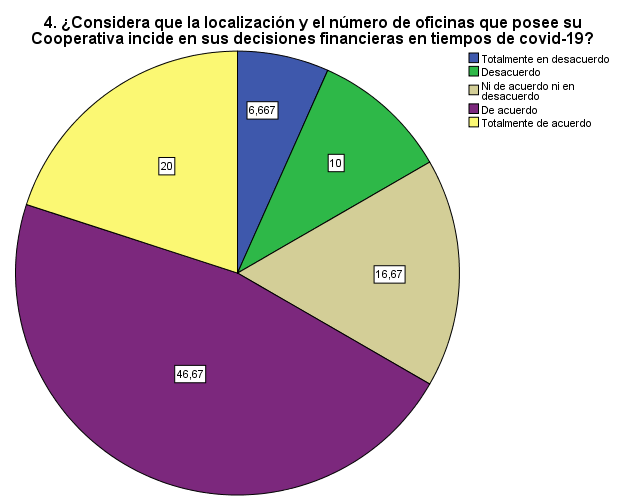 4. ¿Considera que la localización y el número de oficinas que posee su
Cooperativa incide en sus decisiones financieras en tiempos de covid-19?
Totalmente en desacuerdo
Desacuerdo
Ni de acuerdo ni en
desacuerdo
De acuerdo
Totalmente de acuerdo
6,667
10
16,67
46,67
20